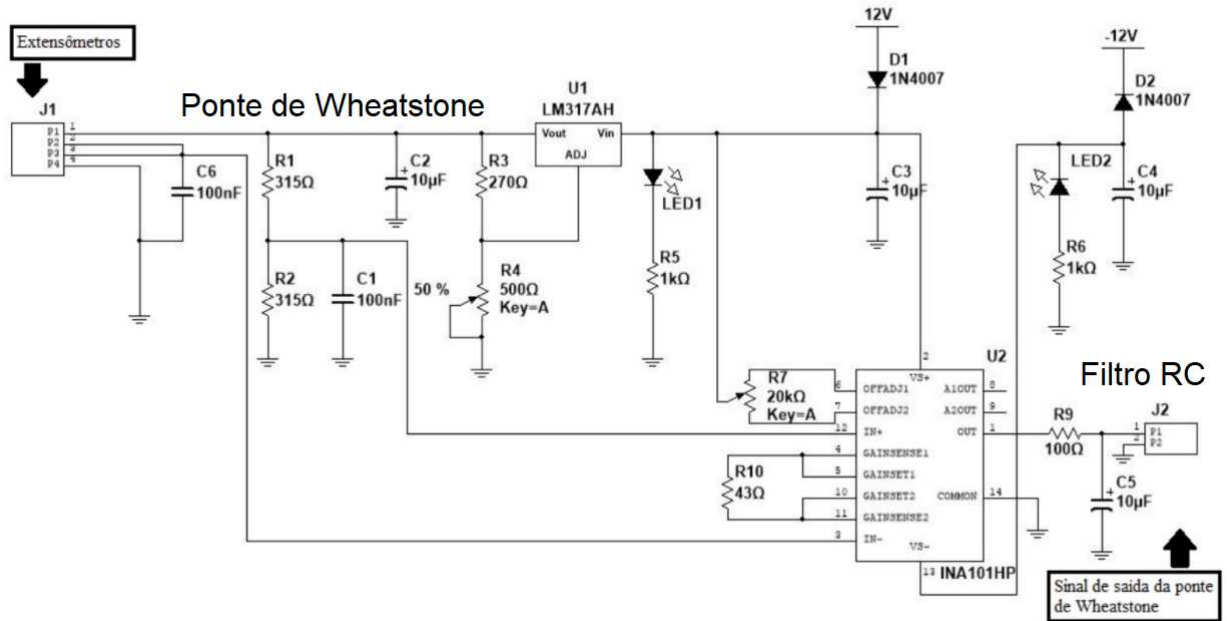 Extensômetros
J1
P1 1
P2 2
P3 3
P4 4
Ponte de Wheatstone
C6
100nF
R1
315Ω
R2
315Ω
C1
100nF
C2
+
10µF
R3
270Ω
50 %
R4
500Ω
Key=A
U1
LM317AH
Vout Vin
ADJ
LED1
R5
1kΩ
12V
D1
1N4007
C3
+
10µF
-12V
D2
1N4007
LED2
C4
+
10µF
R6
1kΩ
R7
20kΩ
Key=A
R10
43Ω
U2
2
VS+
6 OFFADJ1
7 OFFADJ2
12 IN+
4 GAINSENSE1
5 GAINSET1
10 GAINSET2
11 GAINSENSE2
3 IN-
VS-
13
A1OUT 8
A2OUT 9
OUT 1
COMMON 14
INA101HP
Filtro RC
R9
100Ω
J2
1 P1
2 P2
C5
+
10µF
Sinal de saida da ponte
de Wheatstone